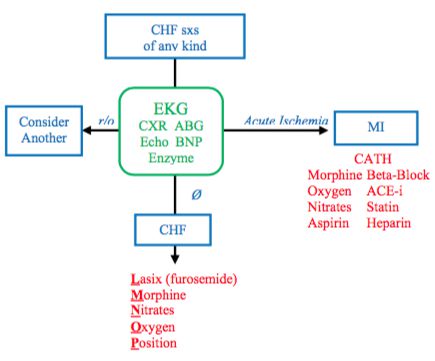 CHF sxs
of any kind
EKG
CXR ABG
Echo BNP
Enzyme
Consider
Another
r/o
Acute Ischemia
MI
CATH
Morphine Beta-Block
Oxygen ACE-i
Nitrates Statin
Aspirin Heparin
Ø
CHF
Lasix (furosemide)
Morphine
Nitrates
Oxygen
Position